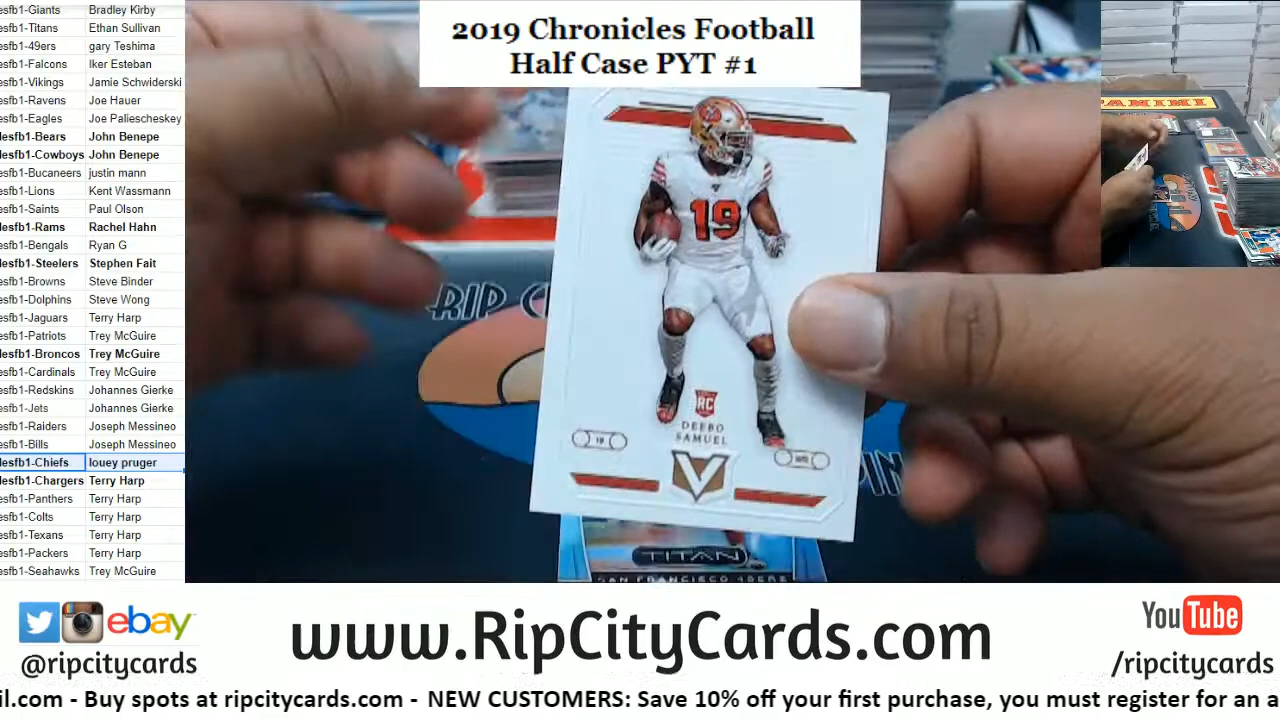 2019 Chronicles Football
Half Case PYT #1
esfb1-Giants Bradley Kirby
esfb1-Titans Ethan Sullivan
esfb1-49ers gary Teshima
esfb1-Falcons Iker Esteban
esfb1-Vikings Jamie Schwiderski
esfb1-Ravens Joe Hauer
esfb1-Eagles Joe Paliescheskey
lesfb1-Bears John Benepe
lesfb1-Cowboys John Benepe
esfb1-Bucaneers justin mann
esfb1-Lions Kent Wassmann
esfb1-Saints Paul Olson
lesfb1-Rams Rachel Hahn
esfb1-Bengals Ryan G
lesfb1-Steelers Stephen Fait
esfb1-Browns Steve Binder
esfb1-Dolphins Steve Wong
esfb1-Jaguars Terry Harp
esfb1-Patriots Trey McGuire
lesfb1-Broncos Trey McGuire
esfb1-Cardinals Trey McGuire
esfb1-Redskins Johannes Gierke
esfb1-Jets Johannes Gierke
esfb1-Raiders Joseph Messineo
esfb1-Bills Joseph Messineo
lesfb1-Chiefs louey pruger
lesfb1-Chargers Terry Harp
esfb1-Panthers Terry Harp
esfb1-Colts Terry Harp
esfb1-Texans Terry Harp
esfb1-Packers Terry Harp
esfb1-Seahawks Trey McGuire
PANINI
RIP C
19
RC
DEEBO
SAMUEL
V
TITAN
SAN FRANCISCO 49ERS
ebay
@ripcitycards
www.RipCityCards.com
YouTube
/ripcitycards
il.com - Buy spots at ripcitycards.com - NEW CUSTOMERS: Save 10% off your first purchase, you must register for an a